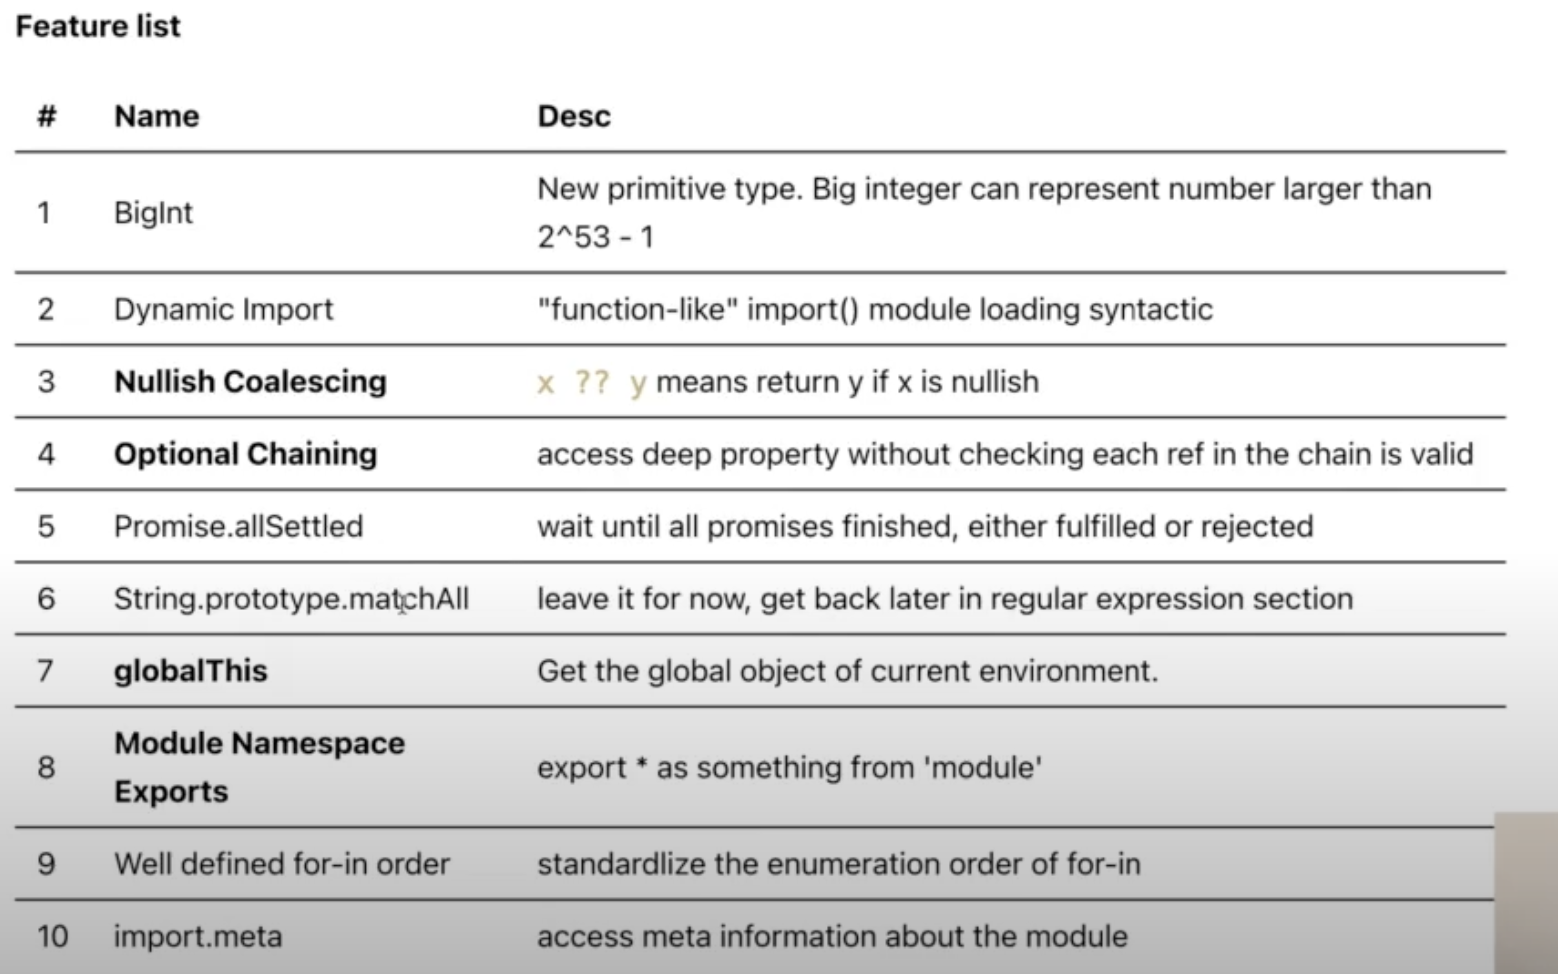 Feature list
# Name Desc
1 BigInt New primitive type. Big integer can represent number larger than
2^53 - 1
2 Dynamic Import "function-like" import() module loading syntactic
3 Nullish Coalescing x ?? y means return y if x is nullish
4 Optional Chaining access deep property without checking each ref in the chain is valid
5 Promise.allSettled wait until all promises finished, either fulfilled or rejected
6 String.prototype.matchAll leave it for now, get back later in regular expression section
7 globalThis Get the global object of current environment.
8 Module Namespace
Exports export * as something from 'module'
9 Well defined for-in order standardlize the enumeration order of for-in
10 import.meta access meta information about the module